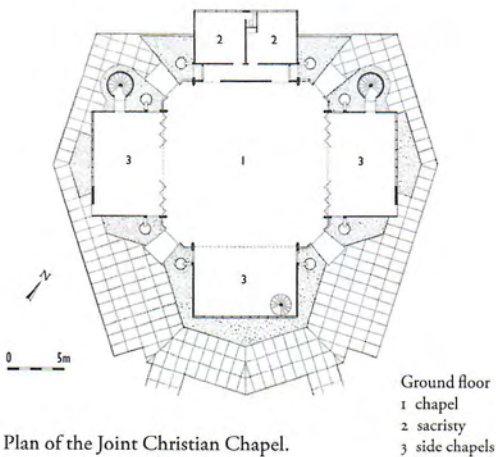 2 2
3 1 3
3
N
0 5m
Ground floor
1 chapel
2 sacristy
3 side chapels
Plan of the Joint Christian Chapel.